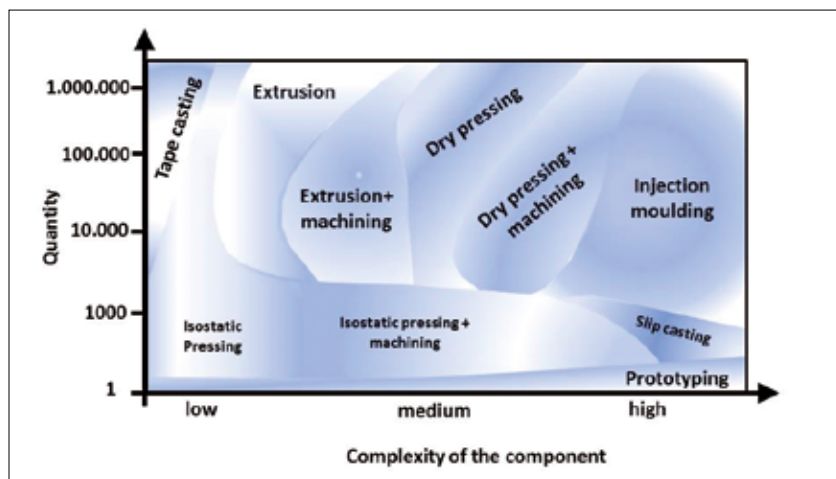 1.000.000
100.000
10.000
1000
1
Quantity
Tape casting
Extrusion
Extrusion+
machining
Dry pressing
Dry pressing +
machining
Injection
moulding
Isostatic
Pressing
Isostatic pressing +
machining
Slip casting
Prototyping
low
medium
high
Complexity of the component